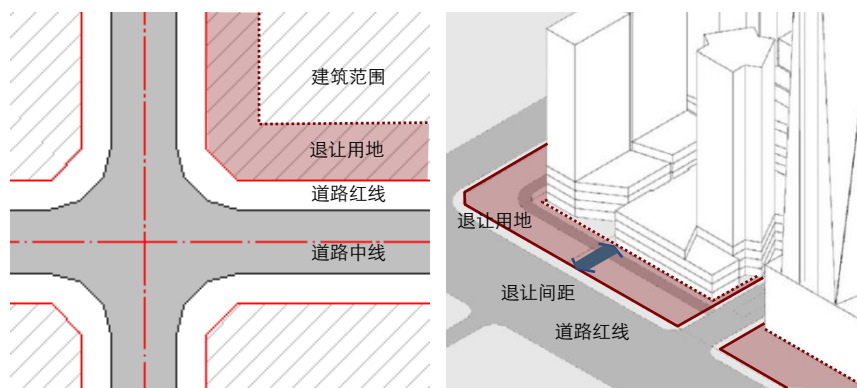 建筑范围
退让用地
道路红线
道路中线
退让用地
退让间距
道路红线